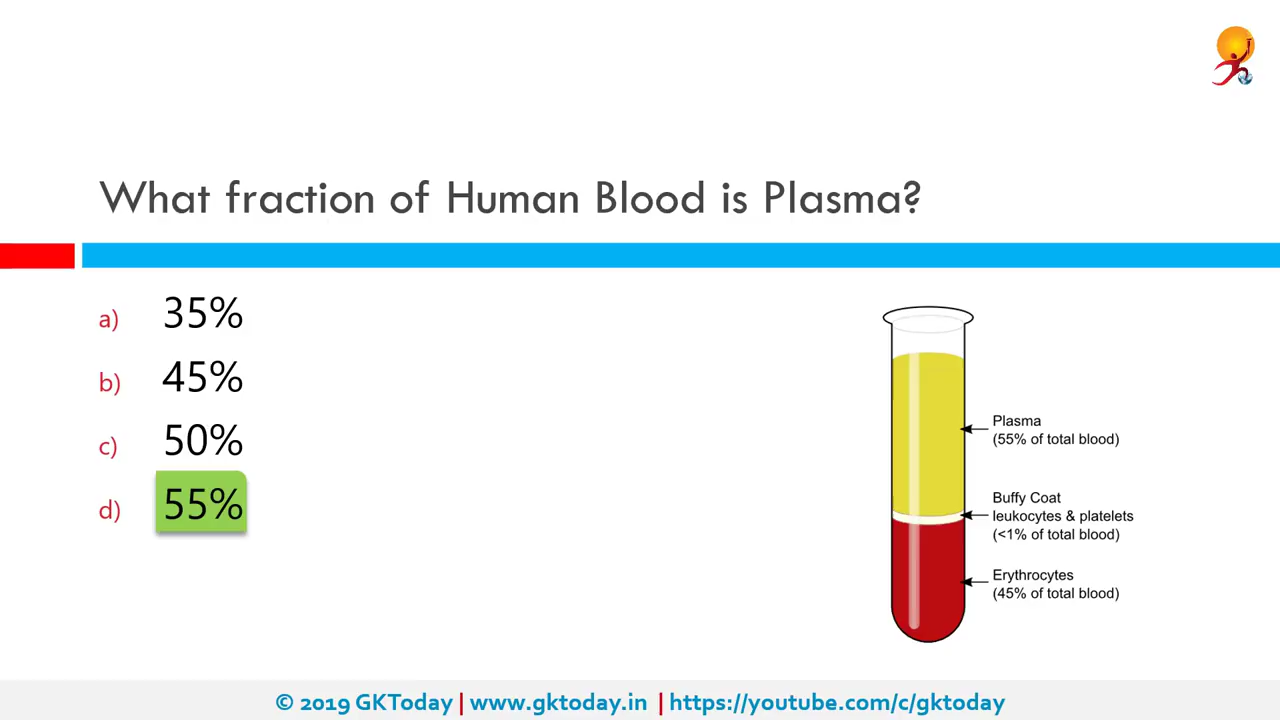 What fraction of Human Blood is Plasma?
a) 35%
b) 45%
c) 50%
d) 55%
Plasma
(55% of total blood)
Buffy Coat
leukocytes & platelets
(<1% of total blood)
Erythrocytes
(45% of total blood)
© 2019 GKToday | www.gktoday.in | https://youtube.com/c/gktoday